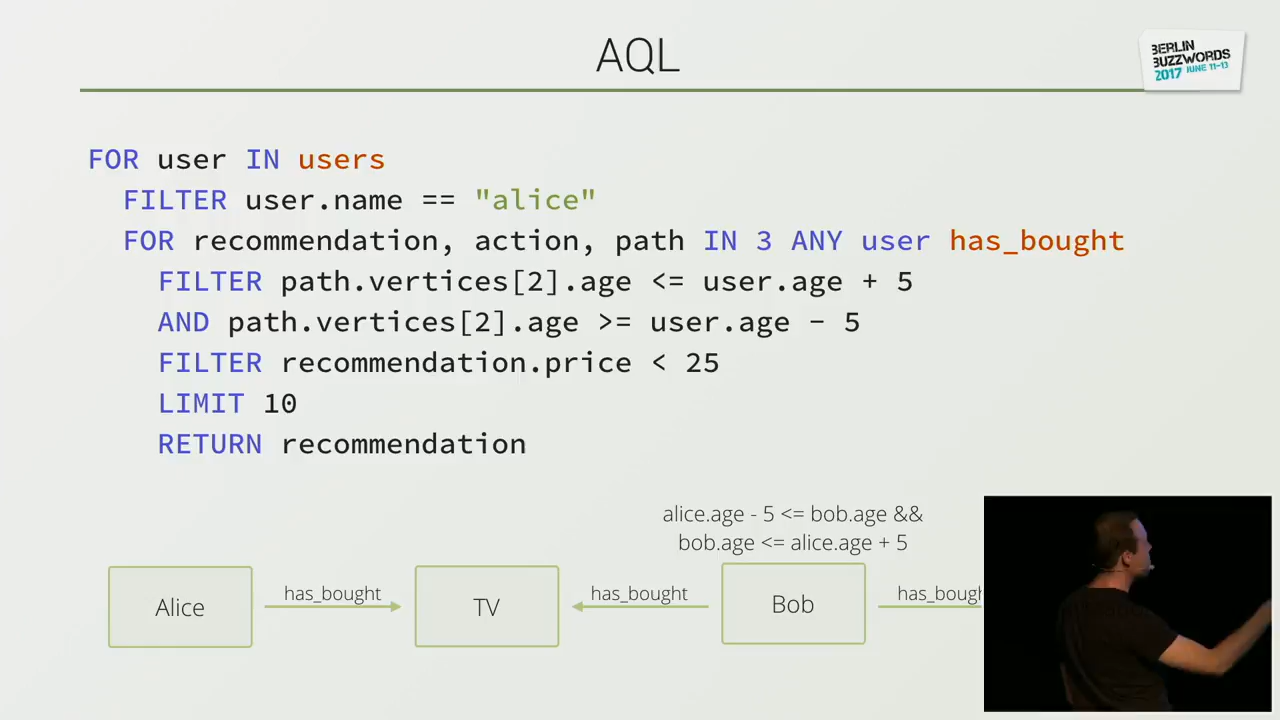 AQL
BERLIN
BUZZWORDS
2017 JUNE 11-13
FOR user IN users
FILTER user.name == "alice"
FOR recommendation, action, path IN 3 ANY user has_bought
FILTER path.vertices[2].age <= user.age + 5
AND path.vertices[2].age >= user.age - 5
FILTER recommendation.price < 25
LIMIT 10
RETURN recommendation
alice.age - 5 <= bob.age &&
bob.age <= alice.age + 5
Alice
has_bought
TV
has_bought
Bob
has_bough